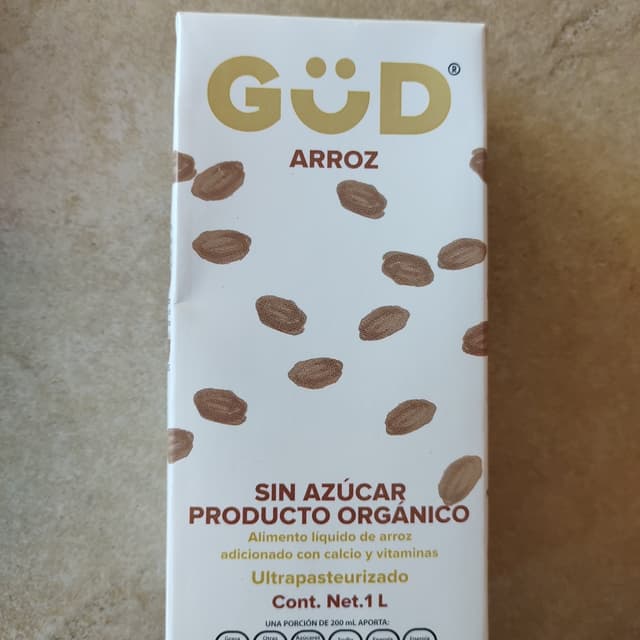 GÜD®
ARROZ
SIN AZÚCAR
PRODUCTO ORGÁNICO
Alimento líquido de arroz
adicionado con calcio y vitaminas
Ultrapasteurizado
Cont. Net.1 L
UNA PORCIÓN DE 200 mL APORTA: